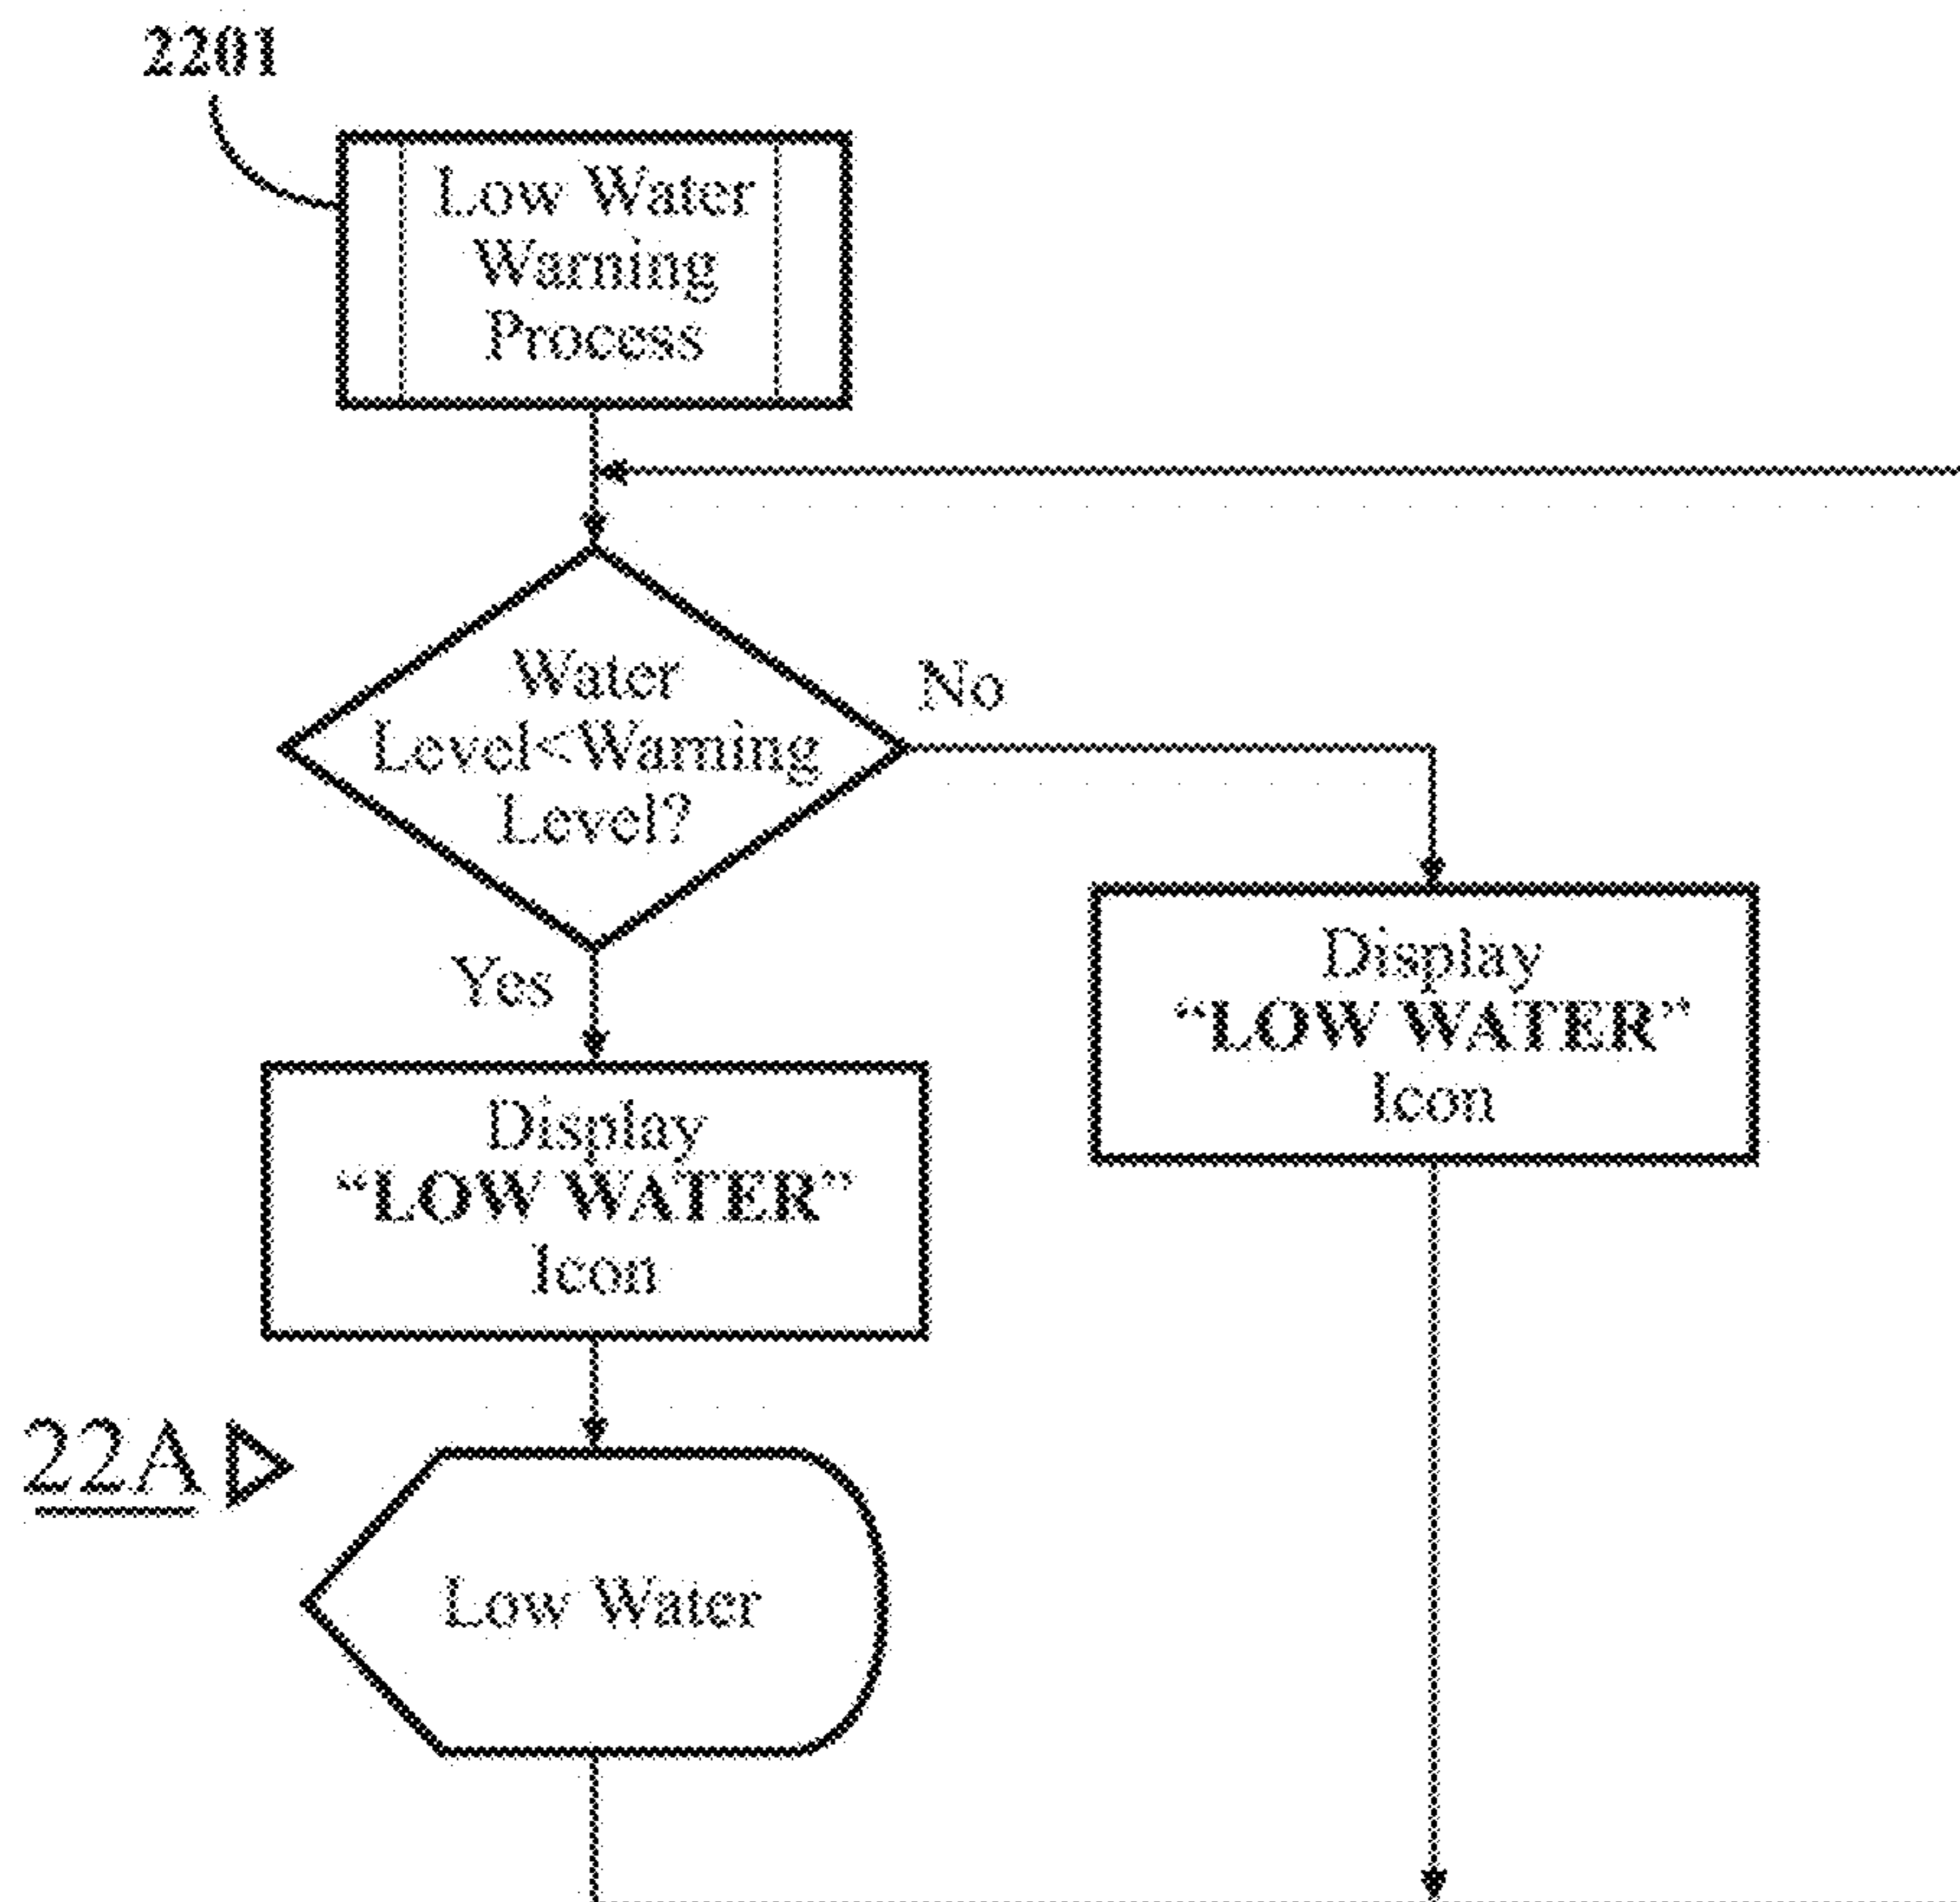 2201
Low Water
Warning
Process
Water
Level<Warning
Level?
No
Yes
Display
“LOW WATER”
Icon
Display
“LOW WATER”
Icon
22A
Low Water